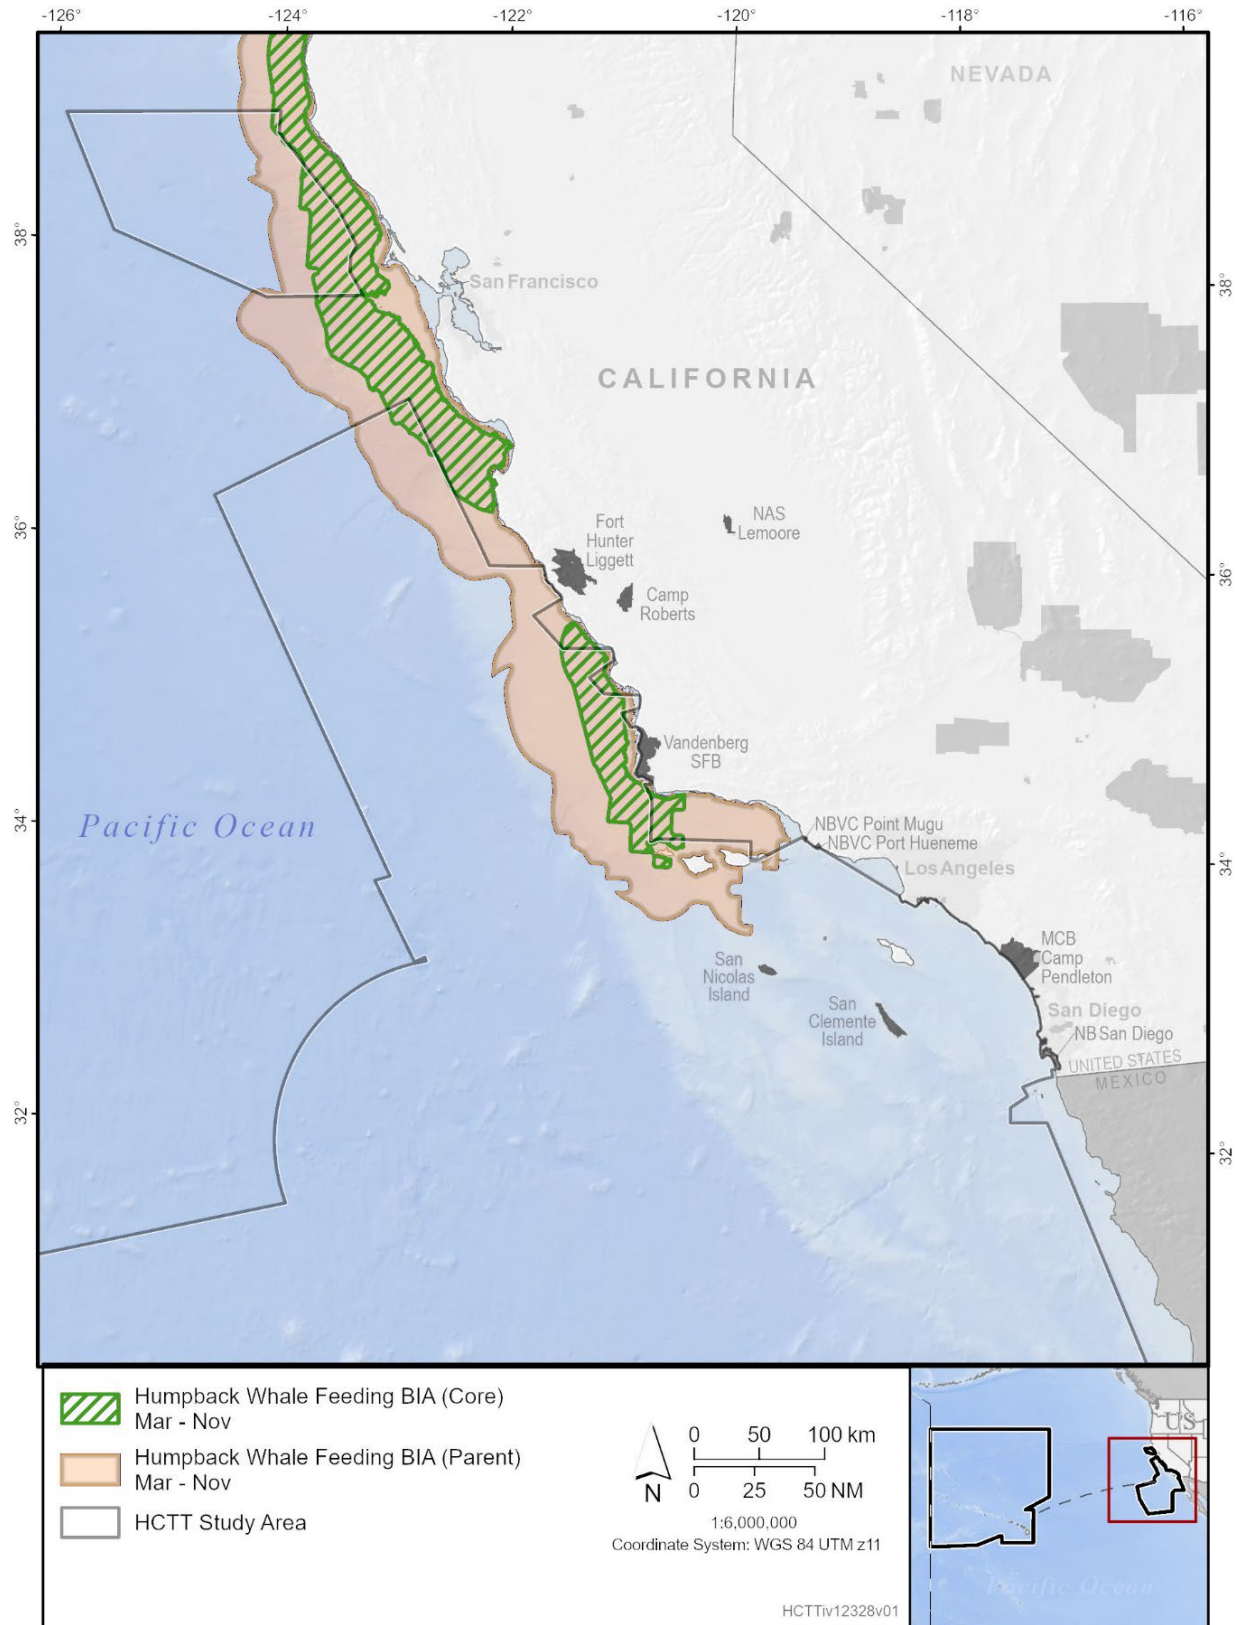 -126°
-124°
-122°
-120°
-118°
-116°
NEVADA
38°
38°
San Francisco
CALIFORNIA
36°
36°
Fort
Hunter
Liggett
NAS
Lemoore
Camp
Roberts
Vandenberg
SFB
34°
34°
Pacific Ocean
NBVC Point Mugu
NBVC Port Hueneme
Los Angeles
MCB
Camp
Pendleton
San
Nicolas
Island
San
Clemente
Island
San Diego
NB San Diego
UNITED STATES
MEXICO
32°
32°
Humpback Whale Feeding BIA (Core)
Mar - Nov
Humpback Whale Feeding BIA (Parent)
Mar - Nov
HCTT Study Area
N
0 50 100 km
0 25 50 NM
1:6,000,000
Coordinate System: WGS 84 UTM z11
HCTTiv12328v01
US
Pacific Ocean